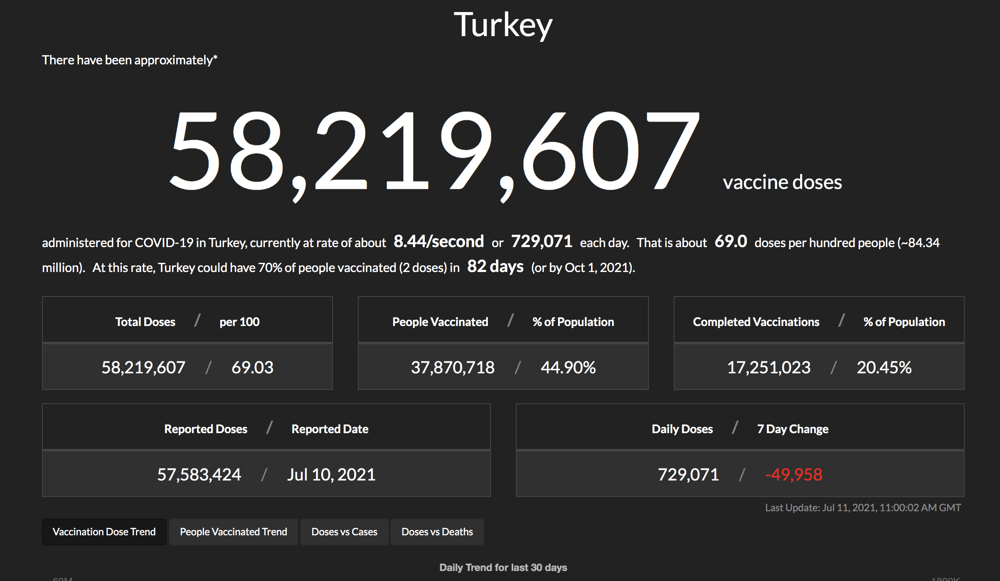 Turkey
There have been approximately*
58,219,607 vaccine doses
administered for COVID-19 in Turkey, currently at rate of about 8.44/second or 729,071 each day. That is about 69.0 doses per hundred people (~84.34
million). At this rate, Turkey could have 70% of people vaccinated (2 doses) in 82 days (or by Oct 1, 2021).
Total Doses / per 100
58,219,607 / 69.03
People Vaccinated / % of Population
37,870,718 / 44.90%
Completed Vaccinations / % of Population
17,251,023 / 20.45%
Reported Doses / Reported Date
57,583,424 / Jul 10, 2021
Daily Doses / 7 Day Change
729,071 / -49,958
Last Update: Jul 11, 2021, 11:00:02 AM GMT
Vaccination Dose Trend People Vaccinated Trend Doses vs Cases Doses vs Deaths
Daily Trend for last 30 days